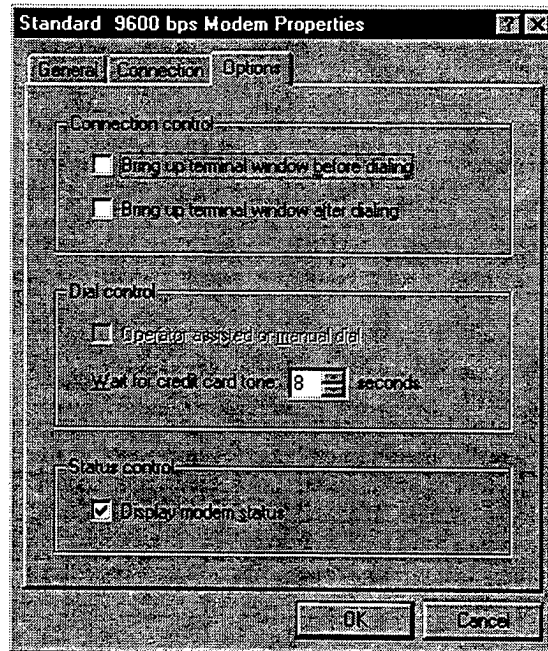 Standard 9600 bps Modem Properties ? X
General Connection Options
Connection control
Bring up terminal window before dialing
Bring up terminal window after dialing
Dial control
Operator assisted or manual dial
Wait for credit card tone: 8 seconds
Status control
Display modem status
OK Cancel